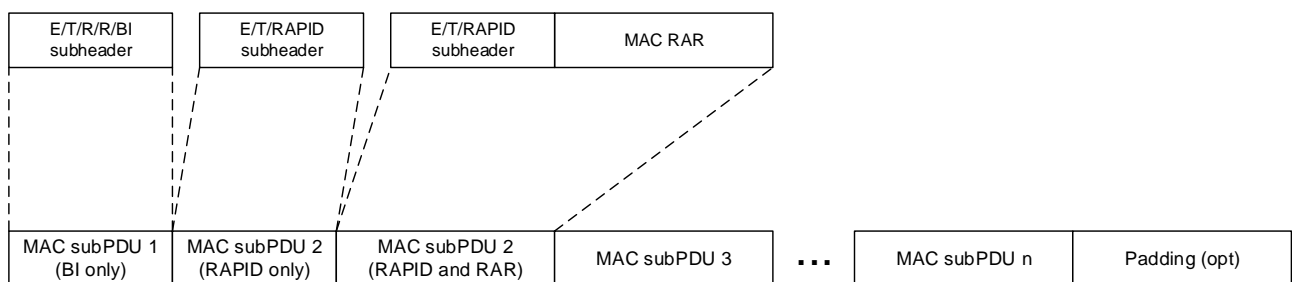 E/T/R/R/BI
subheader
E/T/RAPID
subheader
E/T/RAPID
subheader
MAC RAR
MAC subPDU 1
(BI only)
MAC subPDU 2
(RAPID only)
MAC subPDU 2
(RAPID and RAR)
MAC subPDU 3
...
MAC subPDU n
Padding (opt)